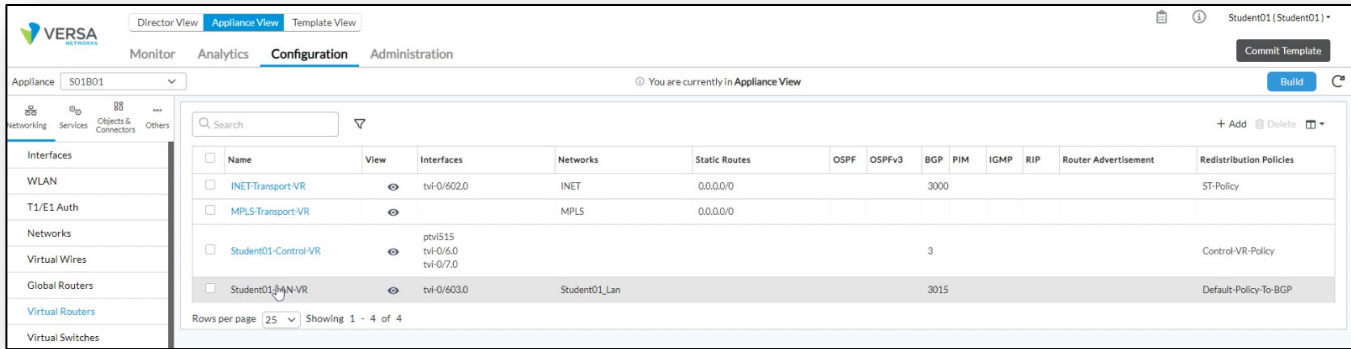 VERSA
NETWORKS
Director View Appliance View Template View
Student01 (Student01)
Monitor Analytics Configuration Administration
Commit Template
Appliance S01B01
You are currently in Appliance View
Build
Networking Services Objects & Connectors Others
Search
+ Add Delete
Interfaces
WLAN
T1/E1 Auth
Networks
Virtual Wires
Global Routers
Virtual Routers
Virtual Switches
Name View Interfaces Networks Static Routes OSPF OSPFv3 BGP PIM IGMP RIP Router Advertisement Redistribution Policies
INET-Transport-VR tvi-0/602.0 INET 0.0.0.0/0 3000 ST-Policy
MPLS-Transport-VR MPLS 0.0.0.0/0
ptvi515
Student01-Control-VR tvi-0/6.0 3 Control-VR-Policy
tvi-0/7.0
Student01-LAN-VR tvi-0/603.0 Student01_Lan 3015 Default-Policy-To-BGP
Rows per page 25 Showing 1 - 4 of 4